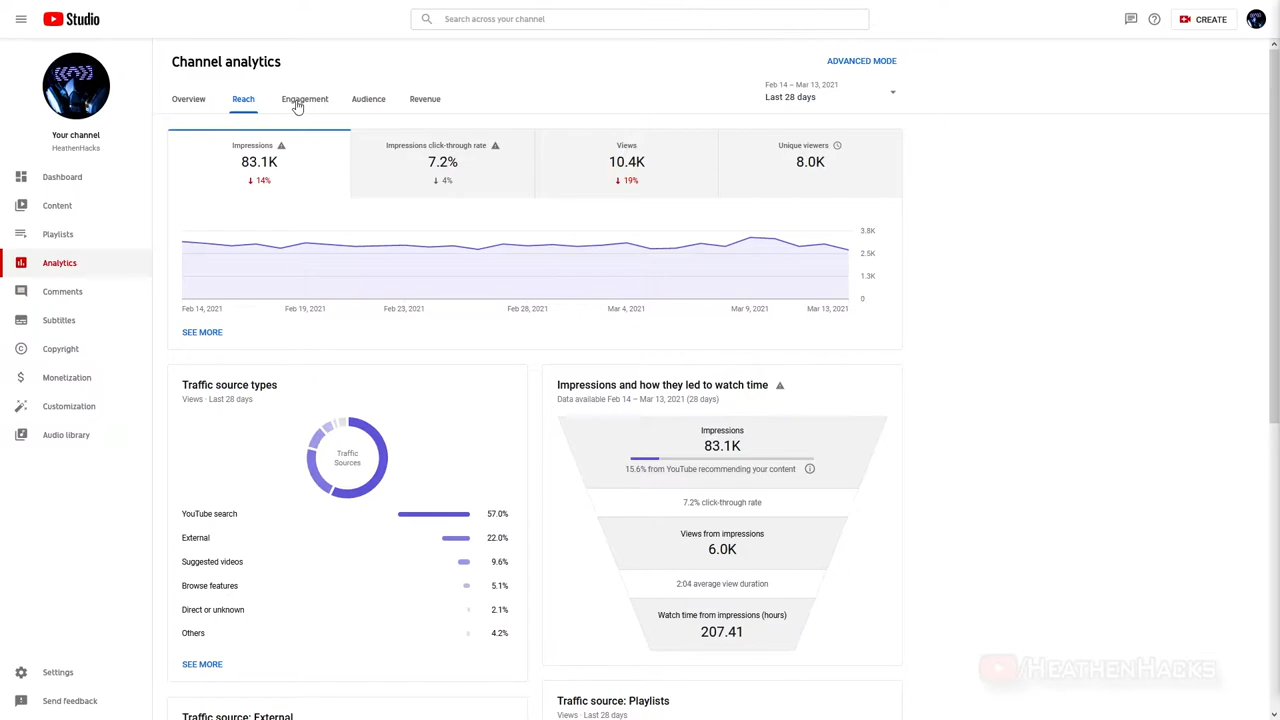 Studio
Search across your channel
CREATE
Channel analytics
ADVANCED MODE
Feb 14 – Mar 13, 2021
Last 28 days
Overview
Reach
Engagement
Audience
Revenue
Your channel
HeathenHacks
Dashboard
Content
Playlists
Analytics
Comments
Subtitles
Copyright
Monetization
Customization
Audio library
Settings
Send feedback
Impressions
83.1K
14%
Impressions click-through rate
7.2%
4%
Views
10.4K
19%
Unique viewers
8.0K
3.8K
2.5K
1.3K
0
Feb 14, 2021
Feb 19, 2021
Feb 23, 2021
Feb 28, 2021
Mar 4, 2021
Mar 9, 2021
Mar 13, 2021
SEE MORE
Traffic source types
Views · Last 28 days
Traffic
Sources
YouTube search 57.0%
External 22.0%
Suggested videos 9.6%
Browse features 5.1%
Direct or unknown 2.1%
Others 4.2%
SEE MORE
Impressions and how they led to watch time
Data available Feb 14 – Mar 13, 2021 (28 days)
Impressions
83.1K
15.6% from YouTube recommending your content
7.2% click-through rate
Views from impressions
6.0K
2:04 average view duration
Watch time from impressions (hours)
207.41
Traffic source: External
Traffic source: Playlists
Views · Last 28 days
/HEATHENHACKS